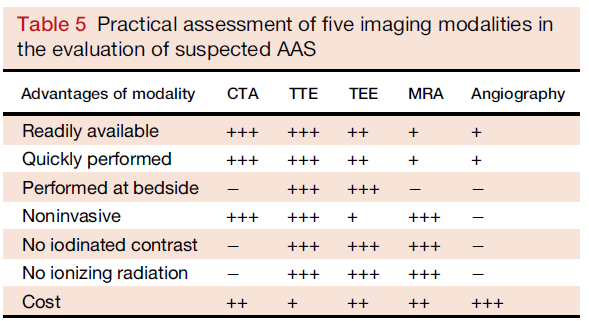 Table 5 Practical assessment of five imaging modalities in
the evaluation of suspected AAS
Advantages of modality CTA TTE TEE MRA Angiography
Readily available +++ +++ ++ + +
Quickly performed +++ +++ ++ + +
Performed at bedside − +++ +++ − −
Noninvasive +++ +++ + +++ −
No iodinated contrast − +++ +++ +++ −
No ionizing radiation − +++ +++ +++ −
Cost ++ + ++ ++ +++